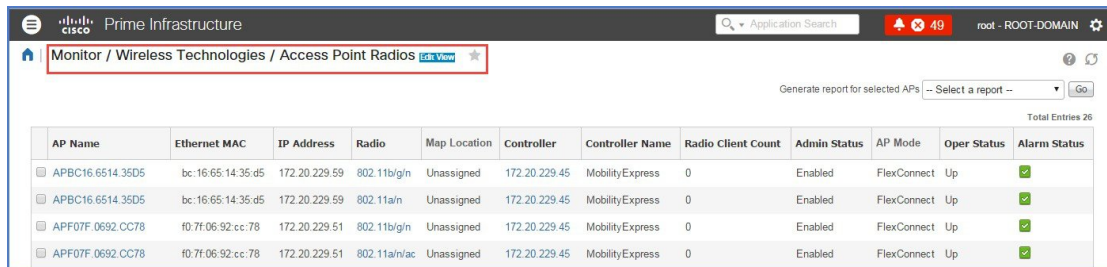 cisco Prime Infrastructure Application Search 49 root - ROOT-DOMAIN
Monitor / Wireless Technologies / Access Point Radios Edit View
Generate report for selected APs -- Select a report -- Go
Total Entries 26
AP Name Ethernet MAC IP Address Radio Map Location Controller Controller Name Radio Client Count Admin Status AP Mode Oper Status Alarm Status
APBC16.6514.35D5 bc:16:65:14:35:d5 172.20.229.59 802.11b/g/n Unassigned 172.20.229.45 MobilityExpress 0 Enabled FlexConnect Up
APBC16.6514.35D5 bc:16:65:14:35:d5 172.20.229.59 802.11a/n Unassigned 172.20.229.45 MobilityExpress 0 Enabled FlexConnect Up
APF07F.0692.CC78 f0:7f:06:92:cc:78 172.20.229.51 802.11b/g/n Unassigned 172.20.229.45 MobilityExpress 0 Enabled FlexConnect Up
APF07F.0692.CC78 f0:7f:06:92:cc:78 172.20.229.51 802.11a/n/ac Unassigned 172.20.229.45 MobilityExpress 0 Enabled FlexConnect Up